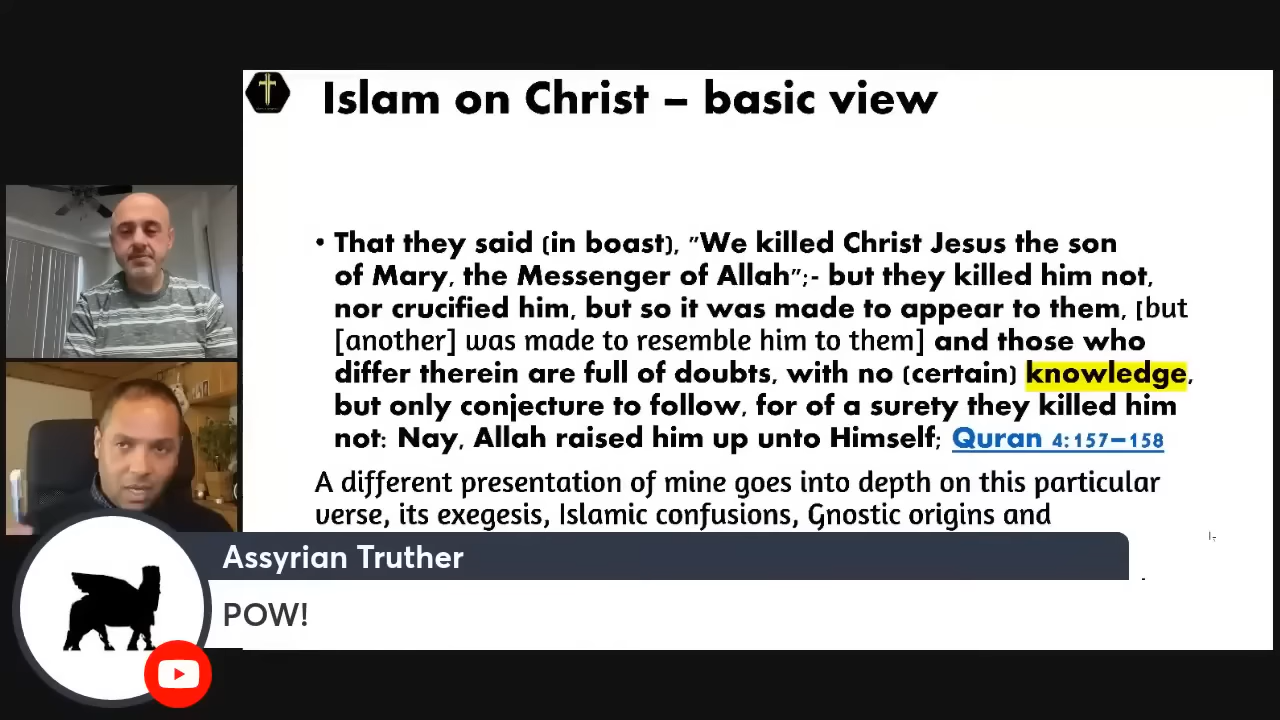 Islam on Christ – basic view
• That they said (in boast), "We killed Christ Jesus the son
of Mary, the Messenger of Allah";- but they killed him not,
nor crucified him, but so it was made to appear to them, [but
[another] was made to resemble him to them] and those who
differ therein are full of doubts, with no (certain) knowledge,
but only conjecture to follow, for of a surety they killed him
not: Nay, Allah raised him up unto Himself; Quran 4:157–158
A different presentation of mine goes into depth on this particular
verse, its exegesis, Islamic confusions, Gnostic origins and
Assyrian Truther
POW!